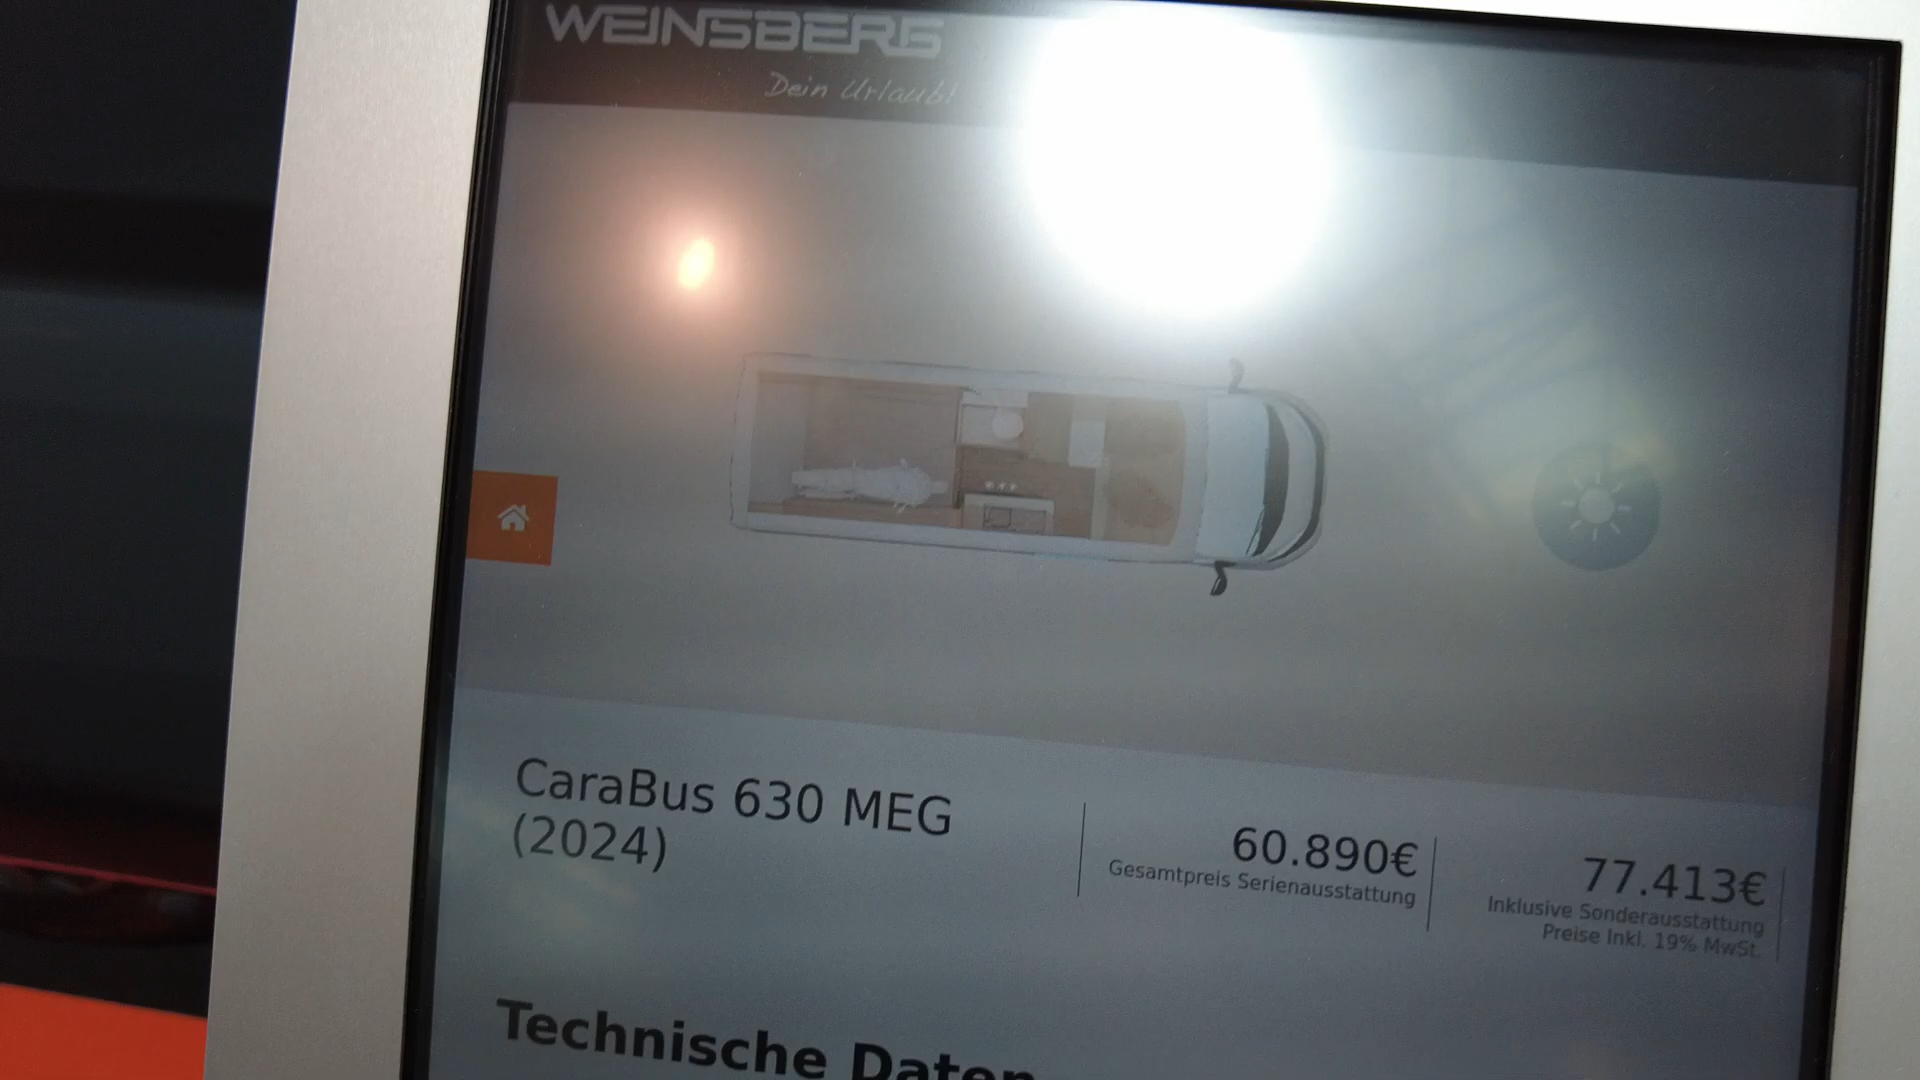 WEINSBERG
Dein Urlaub!
CaraBus 630 MEG
(2024)
60.890€
Gesamtpreis Serienausstattung
77.413€
Inklusive Sonderausstattung
Preise Inkl. 19% MwSt.
Technische Daten